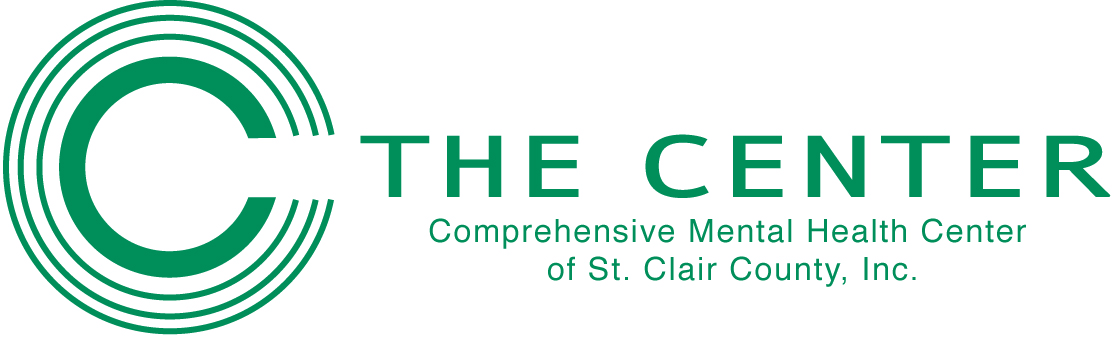 THE CENTER
Comprehensive Mental Health Center
of St. Clair County, Inc.